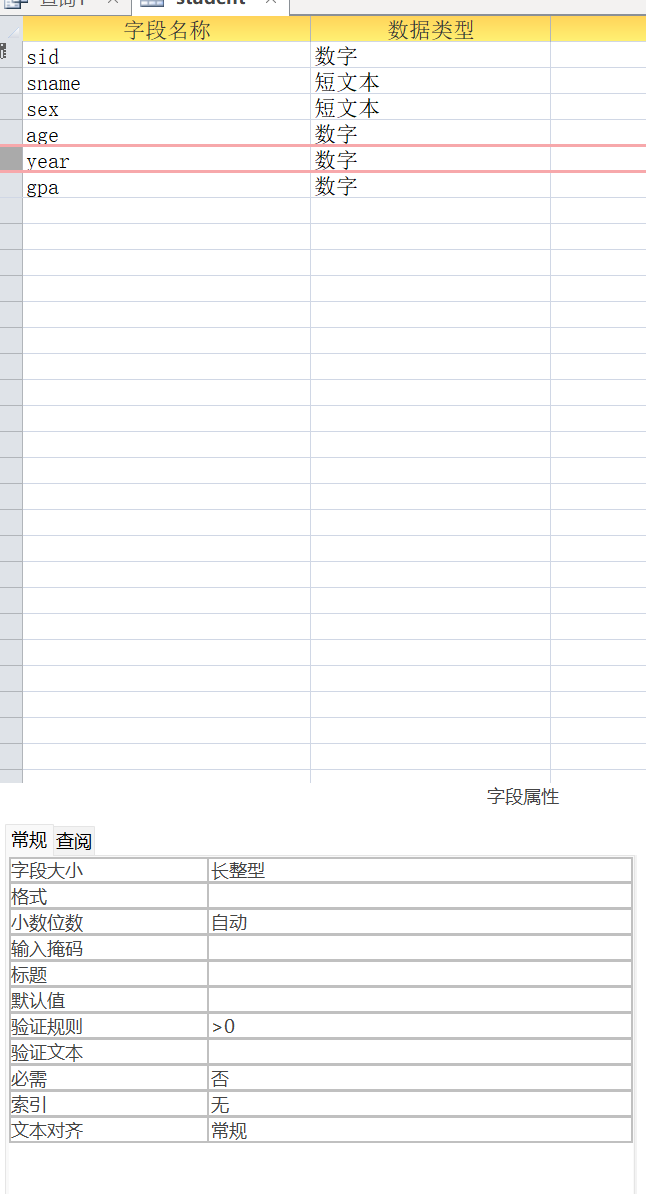 student
字段名称 数据类型
sid 数字
sname 短文本
sex 短文本
age 数字
year 数字
gpa 数字
字段属性
常规 查阅
字段大小 长整型
格式
小数位数 自动
输入掩码
标题
默认值
验证规则 >0
验证文本
必需 否
索引 无
文本对齐 常规